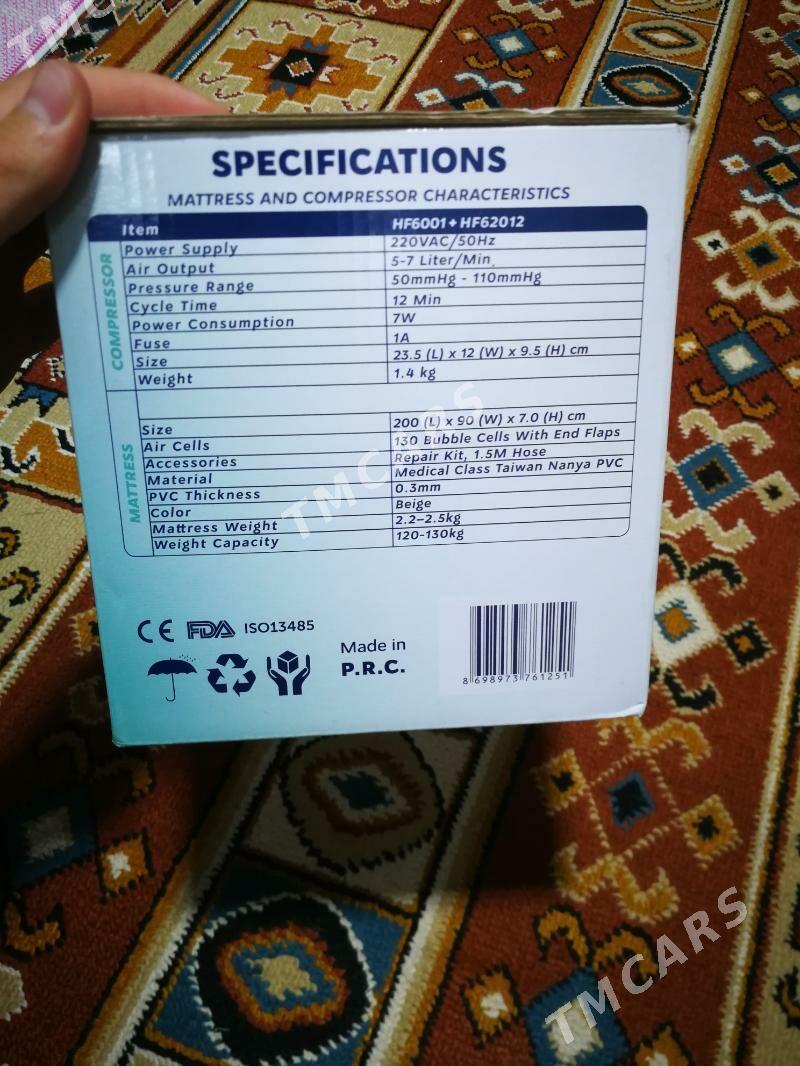 TMCARS
SPECIFICATIONS
MATTRESS AND COMPRESSOR CHARACTERISTICS
Item HF6001 + HF62012
COMPRESSOR
Power Supply 220VAC/50Hz
Air Output 5-7 Liter/Min.
Pressure Range 50mmHg - 110mmHg
Cycle Time 12 Min
Power Consumption 7W
Fuse 1A
Size 23.5 (L) x 12 (W) x 9.5 (H) cm
Weight 1.4 kg
MATTRESS
Size 200 (L) x 90 (W) x 7.0 (H) cm
Air Cells 130 Bubble Cells With End Flaps
Accessories Repair Kit, 1.5M Hose
Material Medical Class Taiwan Nanya PVC
PVC Thickness 0.3mm
Color Beige
Mattress Weight 2.2–2.5kg
Weight Capacity 120-130kg
TMCARS
CE FDA ISO13485
Made in
P.R.C.
8 698973 761251
TMCARS